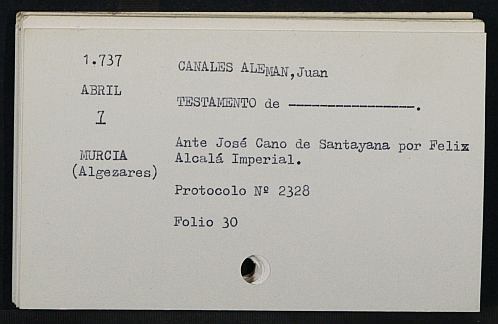 1.737
ABRIL
7
MURCIA
(Algezares)
CANALES ALEMAN,Juan
TESTAMENTO de ----------------.
Ante José Cano de Santayana por Felix
Alcalá Imperial.
Protocolo Nº 2328
Folio 30